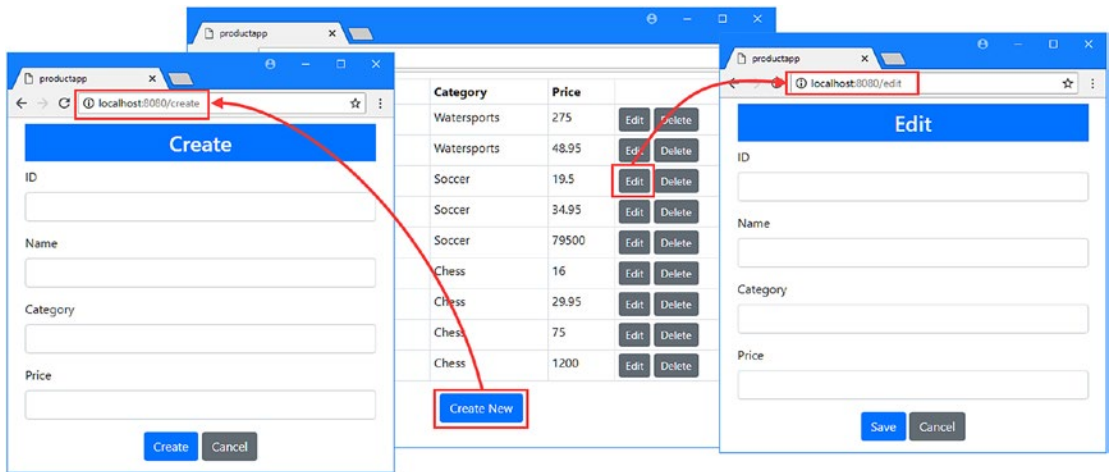 productapp
localhost:8080/create
Create
ID
Name
Category
Price
Create Cancel
productapp
Category Price
Watersports 275 Edit Delete
Watersports 48.95 Edit Delete
Soccer 19.5 Edit Delete
Soccer 34.95 Edit Delete
Soccer 79500 Edit Delete
Chess 16 Edit Delete
Chess 29.95 Edit Delete
Chess 75 Edit Delete
Chess 1200 Edit Delete
Create New
productapp
localhost:8080/edit
Edit
ID
Name
Category
Price
Save Cancel